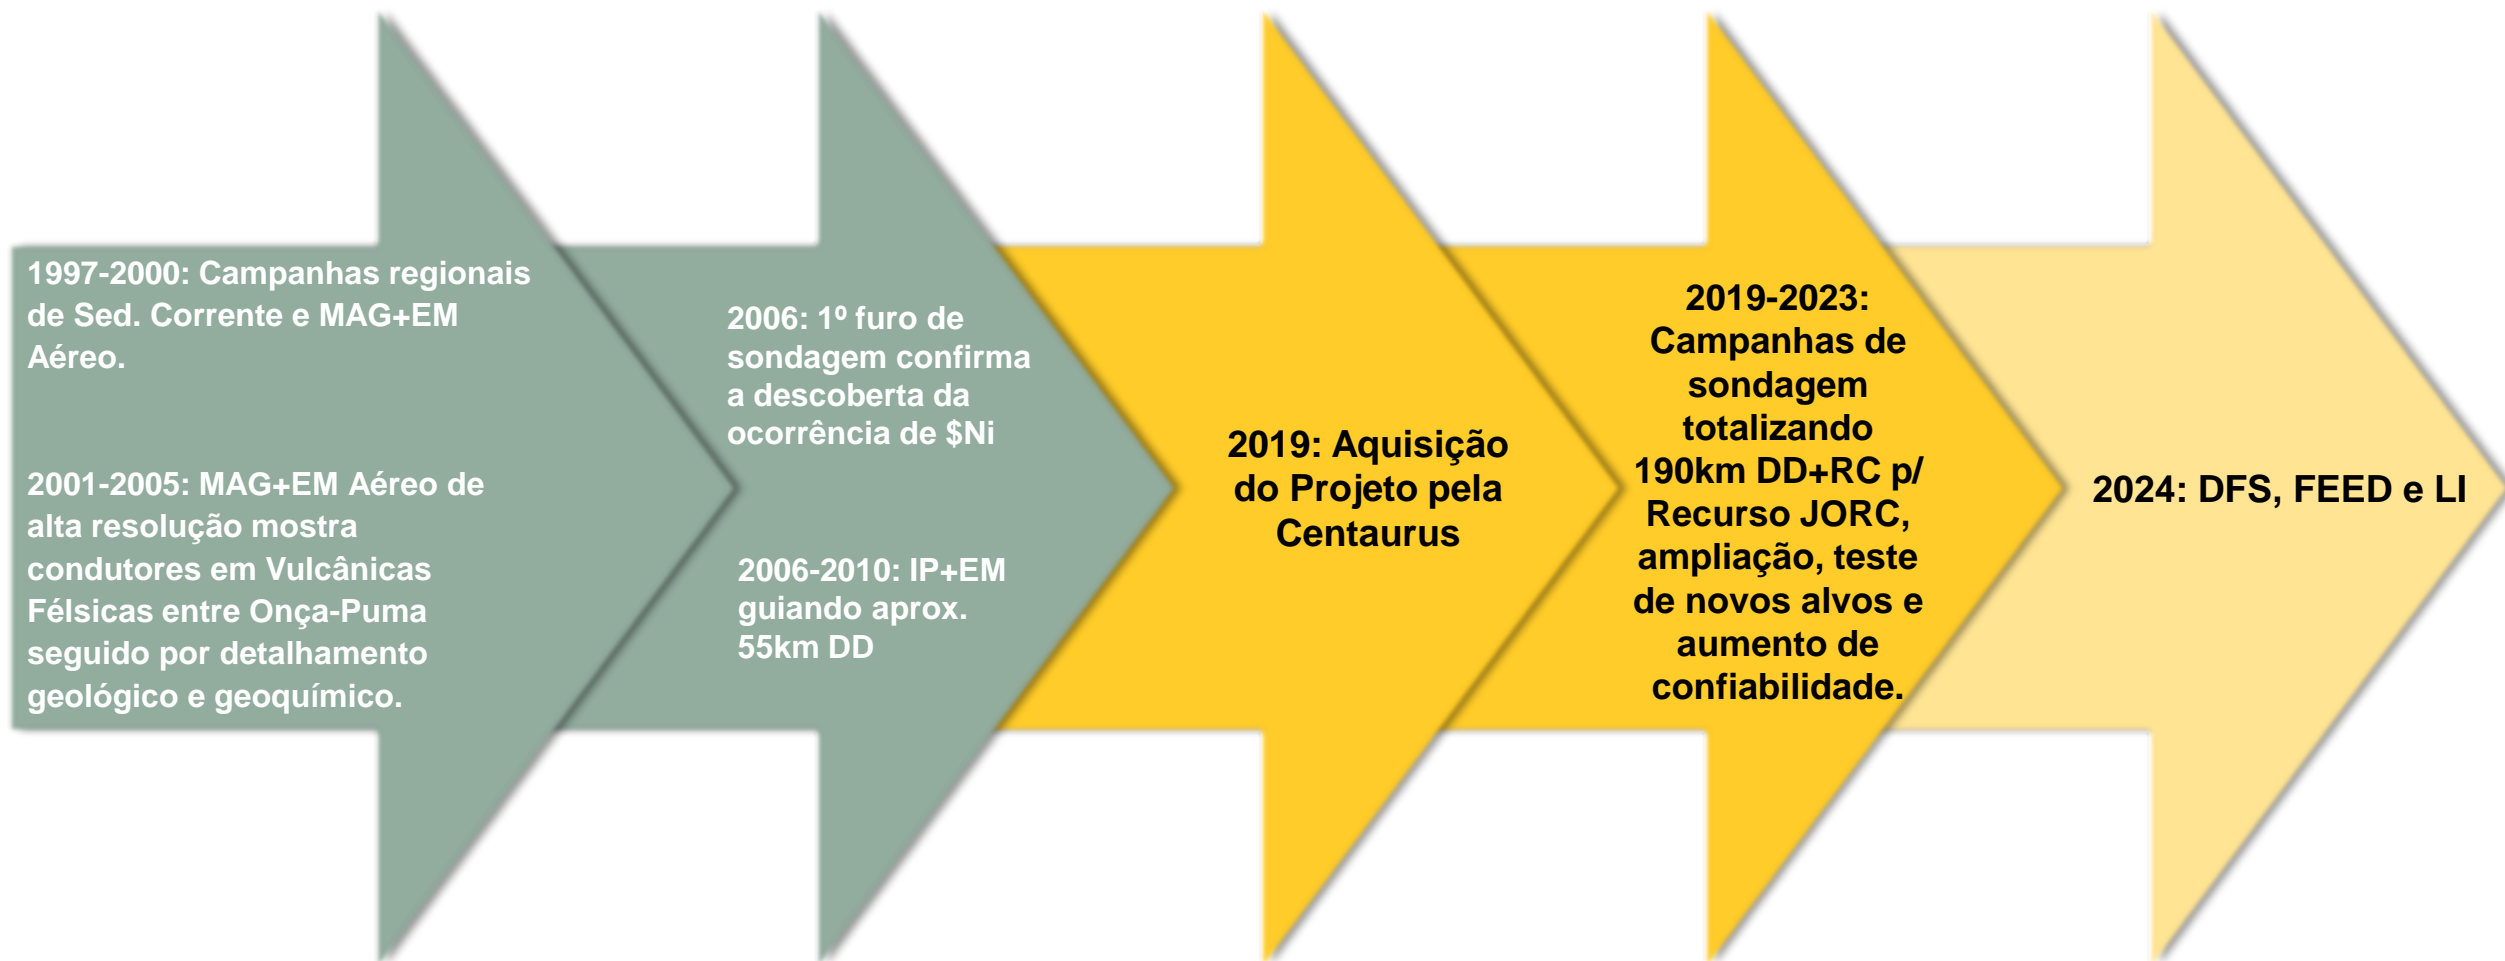 1997-2000: Campanhas regionais
de Sed. Corrente e MAG+EM
Aéreo.
2001-2005: MAG+EM Aéreo de
alta resolução mostra
condutores em Vulcânicas
Félsicas entre Onça-Puma
seguido por detalhamento
geológico e geoquímico.
2006: 1º furo de
sondagem confirma
a descoberta da
ocorrência de $Ni
2006-2010: IP+EM
guiando aprox.
55km DD
2019: Aquisição
do Projeto pela
Centaurus
2019-2023:
Campanhas de
sondagem
totalizando
190km DD+RC p/
Recurso JORC,
ampliação, teste
de novos alvos e
aumento de
confiabilidade.
2024: DFS, FEED e LI